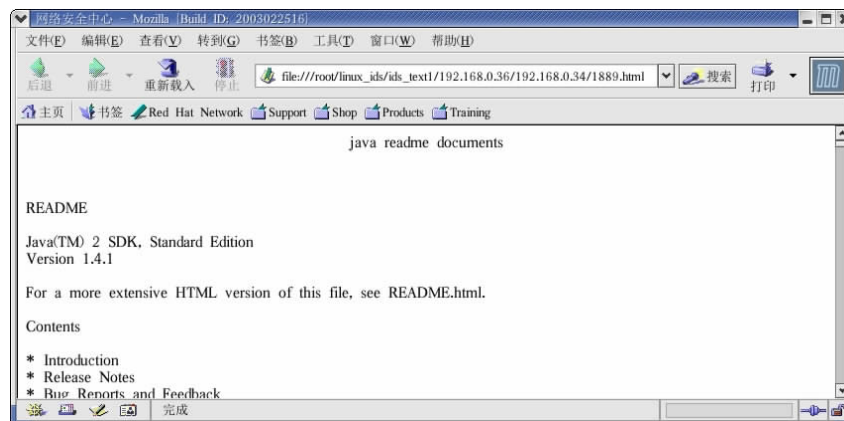 网络安全中心 - Mozilla {Build ID: 2003022516}
文件(F) 编辑(E) 查看(V) 转到(G) 书签(B) 工具(T) 窗口(W) 帮助(H)
后退 前进 重新载入 停止 file:///root/linux_ids/ids_text1/192.168.0.36/192.168.0.34/1889.html 搜索 打印
主页 书签 Red Hat Network Support Shop Products Training
java readme documents
README
Java(TM) 2 SDK, Standard Edition
Version 1.4.1
For a more extensive HTML version of this file, see README.html.
Contents
* Introduction
* Release Notes
* Bug Reports and Feedback
完成